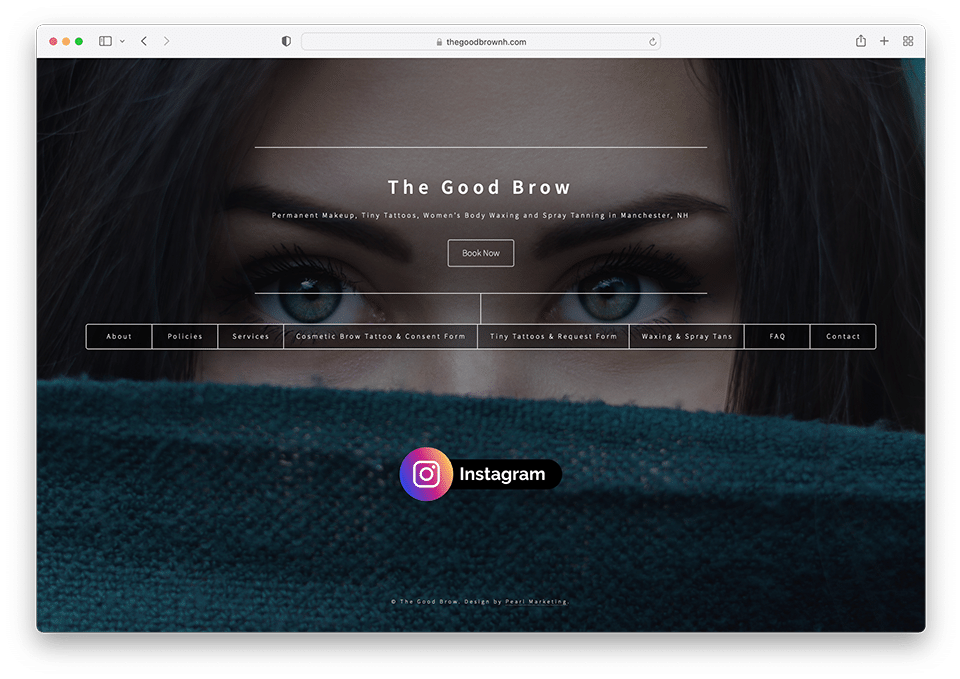 thegoodbrownh.com
The Good Brow
Permanent Makeup, Tiny Tattoos, Women's Body Waxing and Spray Tanning in Manchester, NH
Book Now
About Policies Services Cosmetic Brow Tattoo & Consent Form Tiny Tattoos & Request Form Waxing & Spray Tans FAQ Contact
Instagram
© The Good Brow. Design by Pearl Marketing.